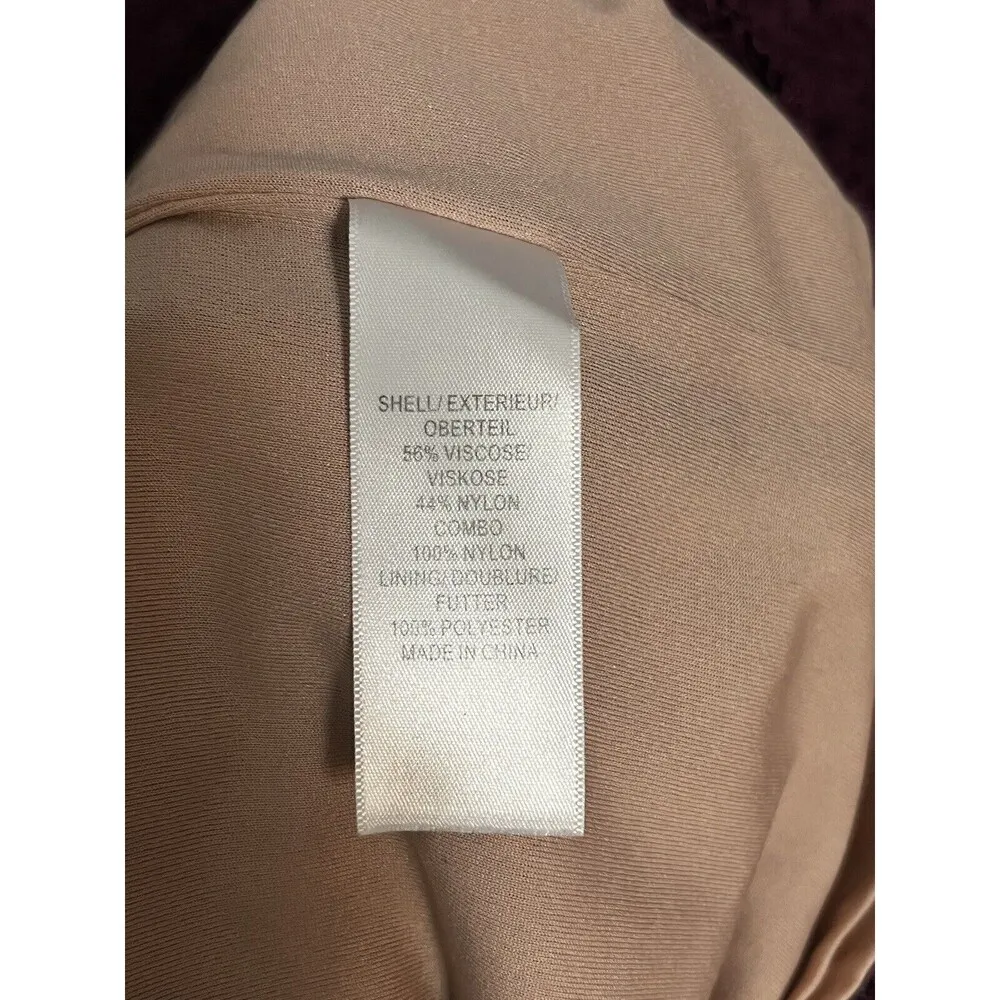 SHELL/ EXTERIEUR/
OBERTEIL
56% VISCOSE/
VISKOSE
44% NYLON
COMBO
100% NYLON
LINING/ DOUBLURE/
FUTTER
100% POLYESTER
MADE IN CHINA